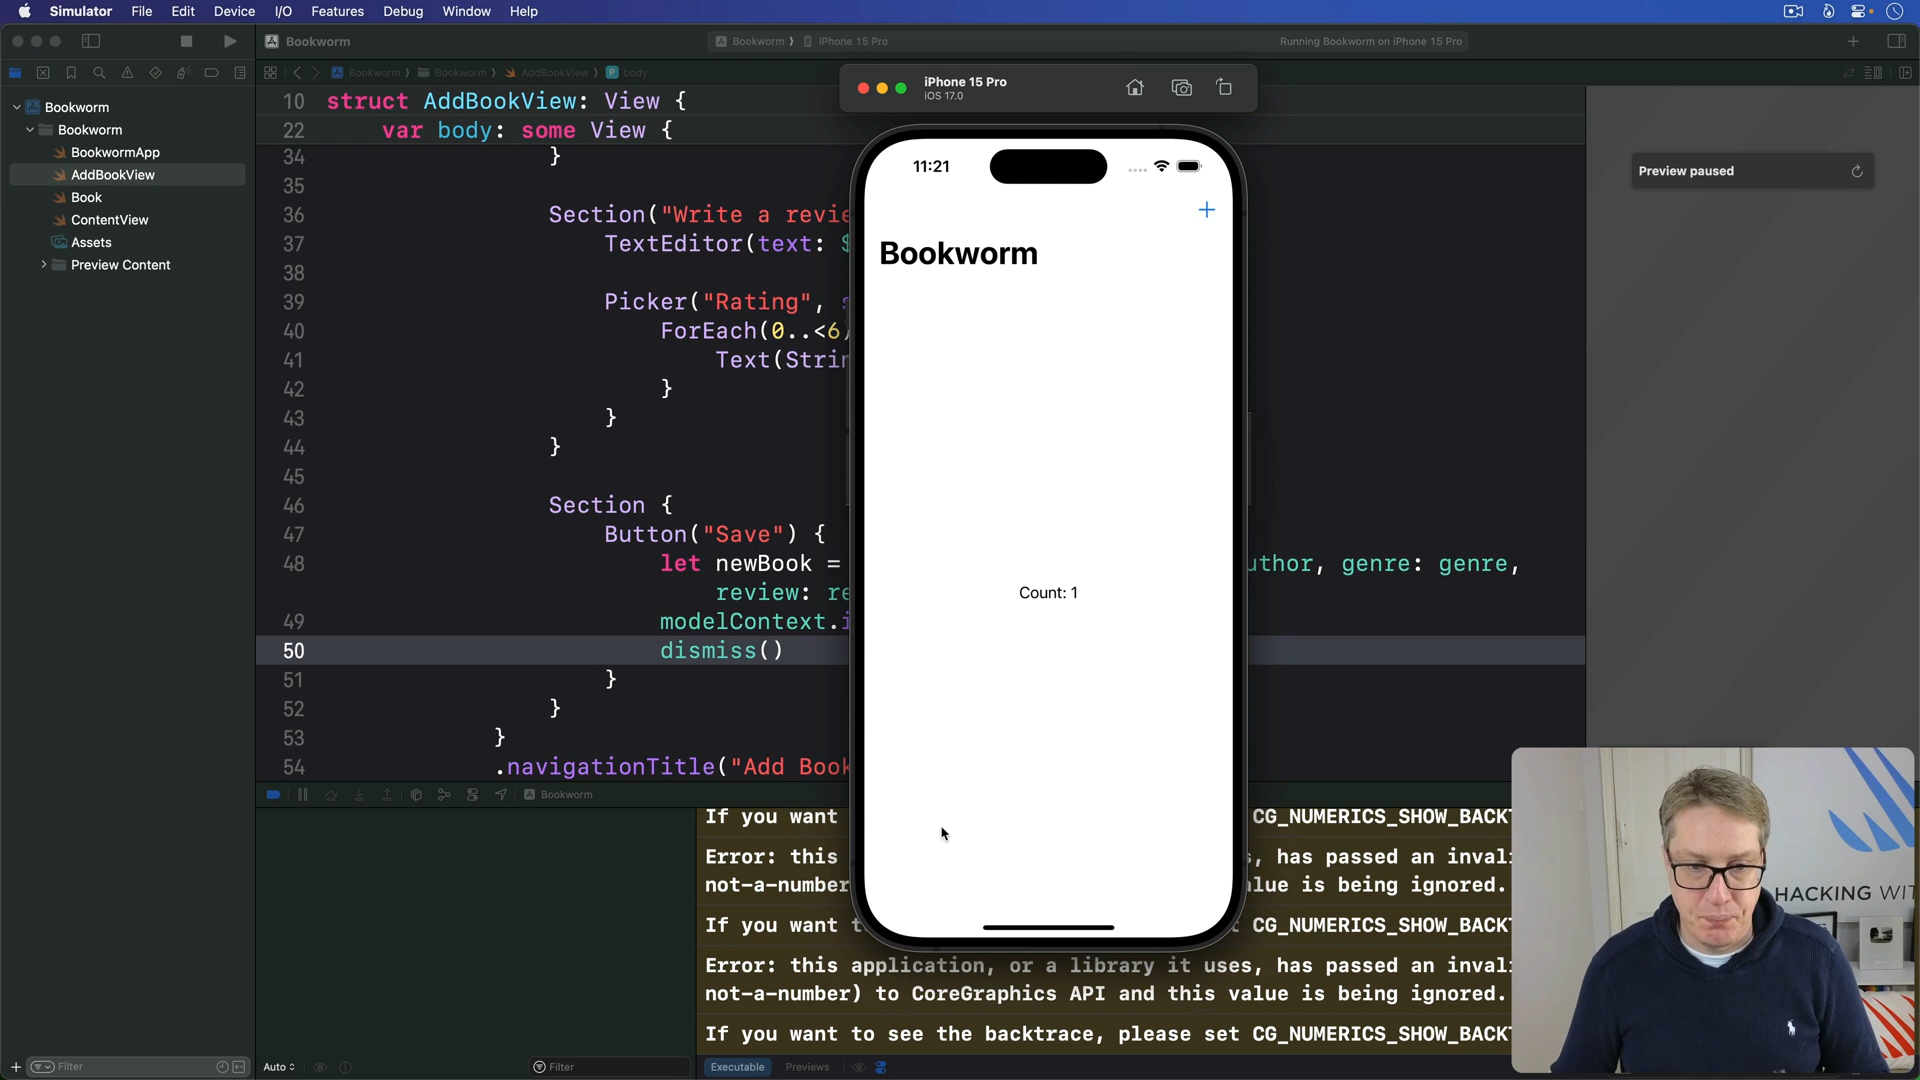 Simulator File Edit Device I/O Features Debug Window Help
Bookworm
Bookworm iPhone 15 Pro
Running Bookworm on iPhone 15 Pro
Bookworm Bookworm AddBookView body
Bookworm
Bookworm
BookwormApp
AddBookView
Book
ContentView
Assets
Preview Content
10 struct AddBookView: View {
22 var body: some View {
34 }
35
36 Section("Write a revie
37 TextEditor(text: $
38
39 Picker("Rating", s
40 ForEach(0..<6)
41 Text(Strin
42 }
43 }
44 }
45
46 Section {
47 Button("Save") {
48 let newBook = uthor, genre: genre,
review: re
49 modelContext.i
50 dismiss()
51 }
52 }
53 }
54 .navigationTitle("Add Book
iPhone 15 Pro
iOS 17.0
11:21
Bookworm
Count: 1
Preview paused
Bookworm
If you want CG_NUMERICS_SHOW_BACKT
Error: this s, has passed an invali
not-a-number alue is being ignored.
If you want t t CG_NUMERICS_SHOW_BACKT
Error: this application, or a library it uses, has passed an invali
not-a-number) to CoreGraphics API and this value is being ignored.
If you want to see the backtrace, please set CG_NUMERICS_SHOW_BACKT
HACKING WIT
Filter
Auto
Filter
Executable Previews